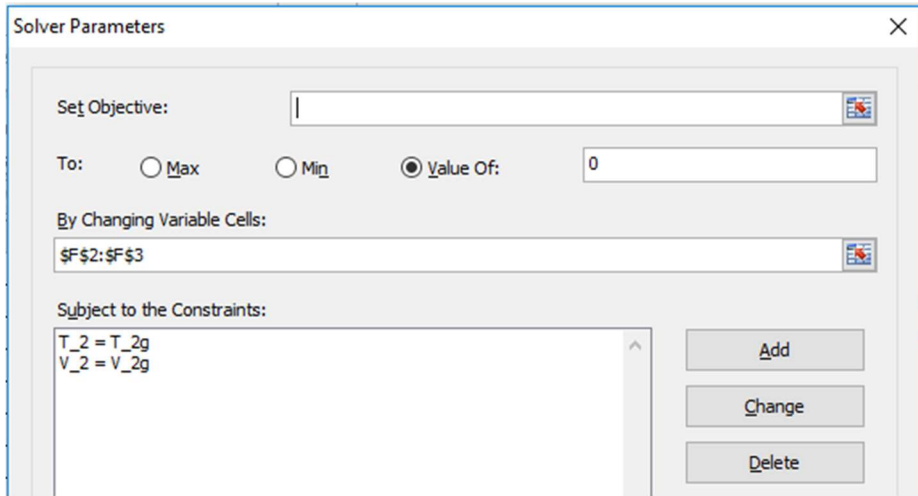 Solver Parameters
Set Objective:
To: Max Min Value Of: 0
By Changing Variable Cells:
$F$2:$F$3
Subject to the Constraints:
T_2 = T_2g
V_2 = V_2g
Add
Change
Delete